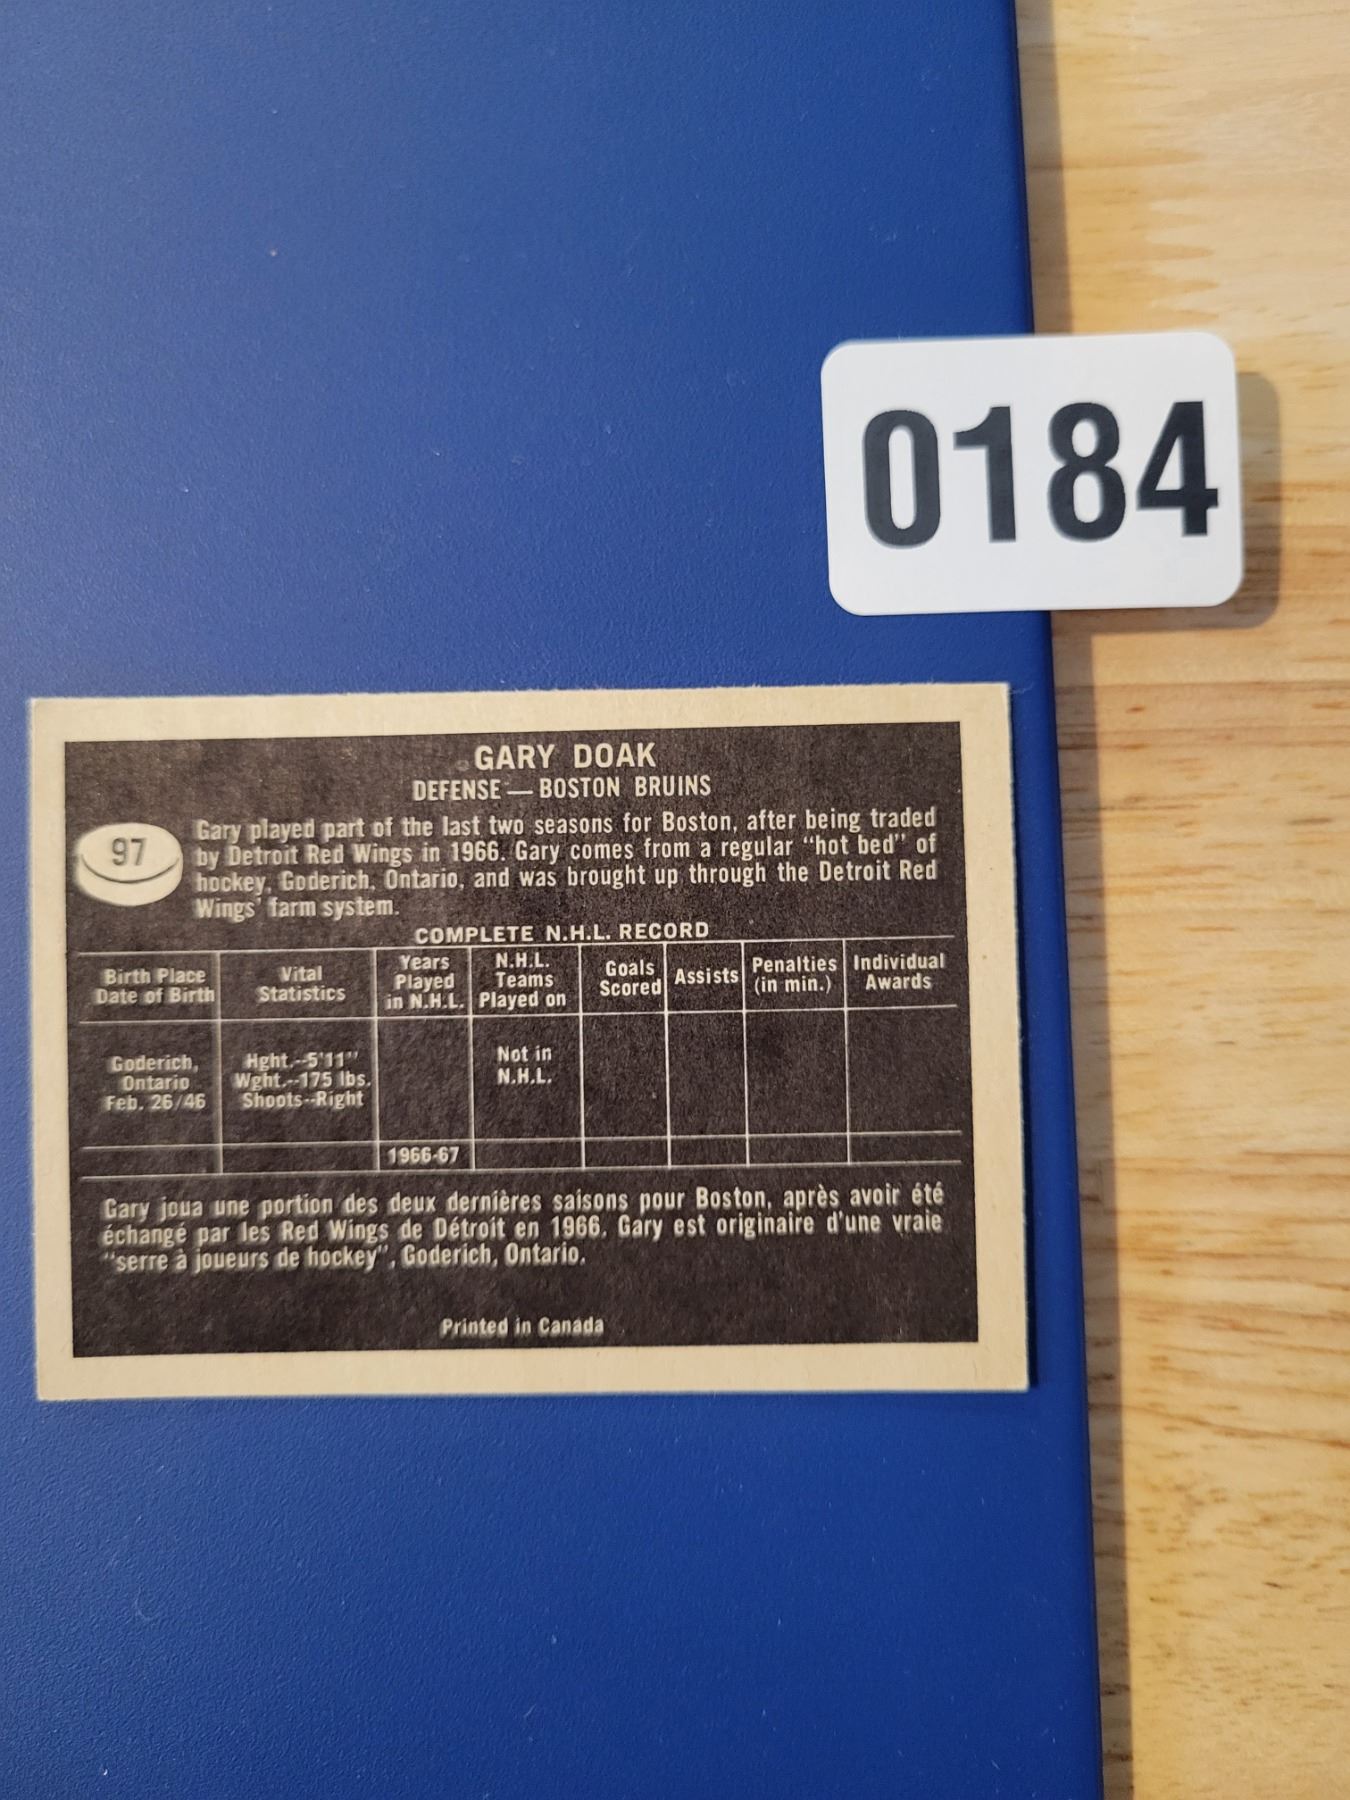 0184
GARY DOAK
DEFENSE — BOSTON BRUINS
97
Gary played part of the last two seasons for Boston, after being traded
by Detroit Red Wings in 1966. Gary comes from a regular "hot bed" of
hockey, Goderich, Ontario, and was brought up through the Detroit Red
Wings' farm system.
COMPLETE N.H.L. RECORD
Birth Place
Date of Birth
Vital
Statistics
Years
Played
in N.H.L.
N.H.L.
Teams
Played on
Goals
Scored
Assists
Penalties
(in min.)
Individual
Awards
Goderich,
Ontario
Feb. 26/46
Hght.--5'11"
Wght.--175 lbs.
Shoots--Right
Not in
N.H.L.
1966-67
Gary joua une portion des deux dernières saisons pour Boston, après avoir été
échangé par les Red Wings de Détroit en 1966. Gary est originaire d'une vraie
"serre à joueurs de hockey", Goderich, Ontario.
Printed in Canada